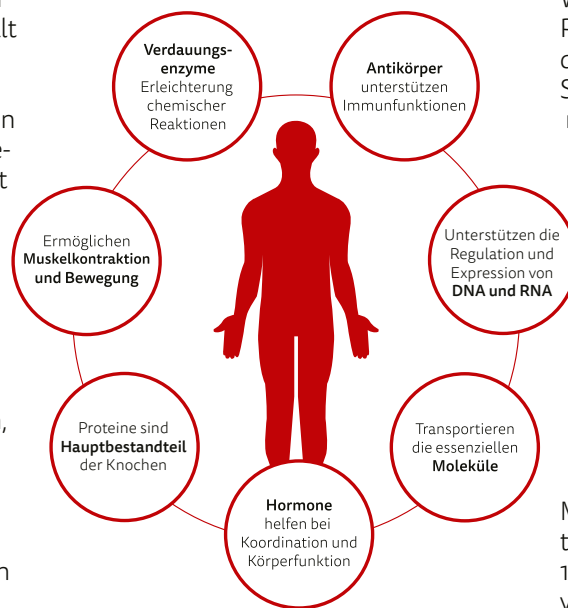 Verdauungs-
enzyme
Erleichterung
chemischer
Reaktionen
Antikörper
unterstützen
Immunfunktionen
Unterstützen die
Regulation und
Expression von
DNA und RNA
Transportieren
die essenziellen
Moleküle
Hormone
helfen bei
Koordination und
Körperfunktion
Proteine sind
Hauptbestandteil
der Knochen
Ermöglichen
Muskelkontraktion
und Bewegung